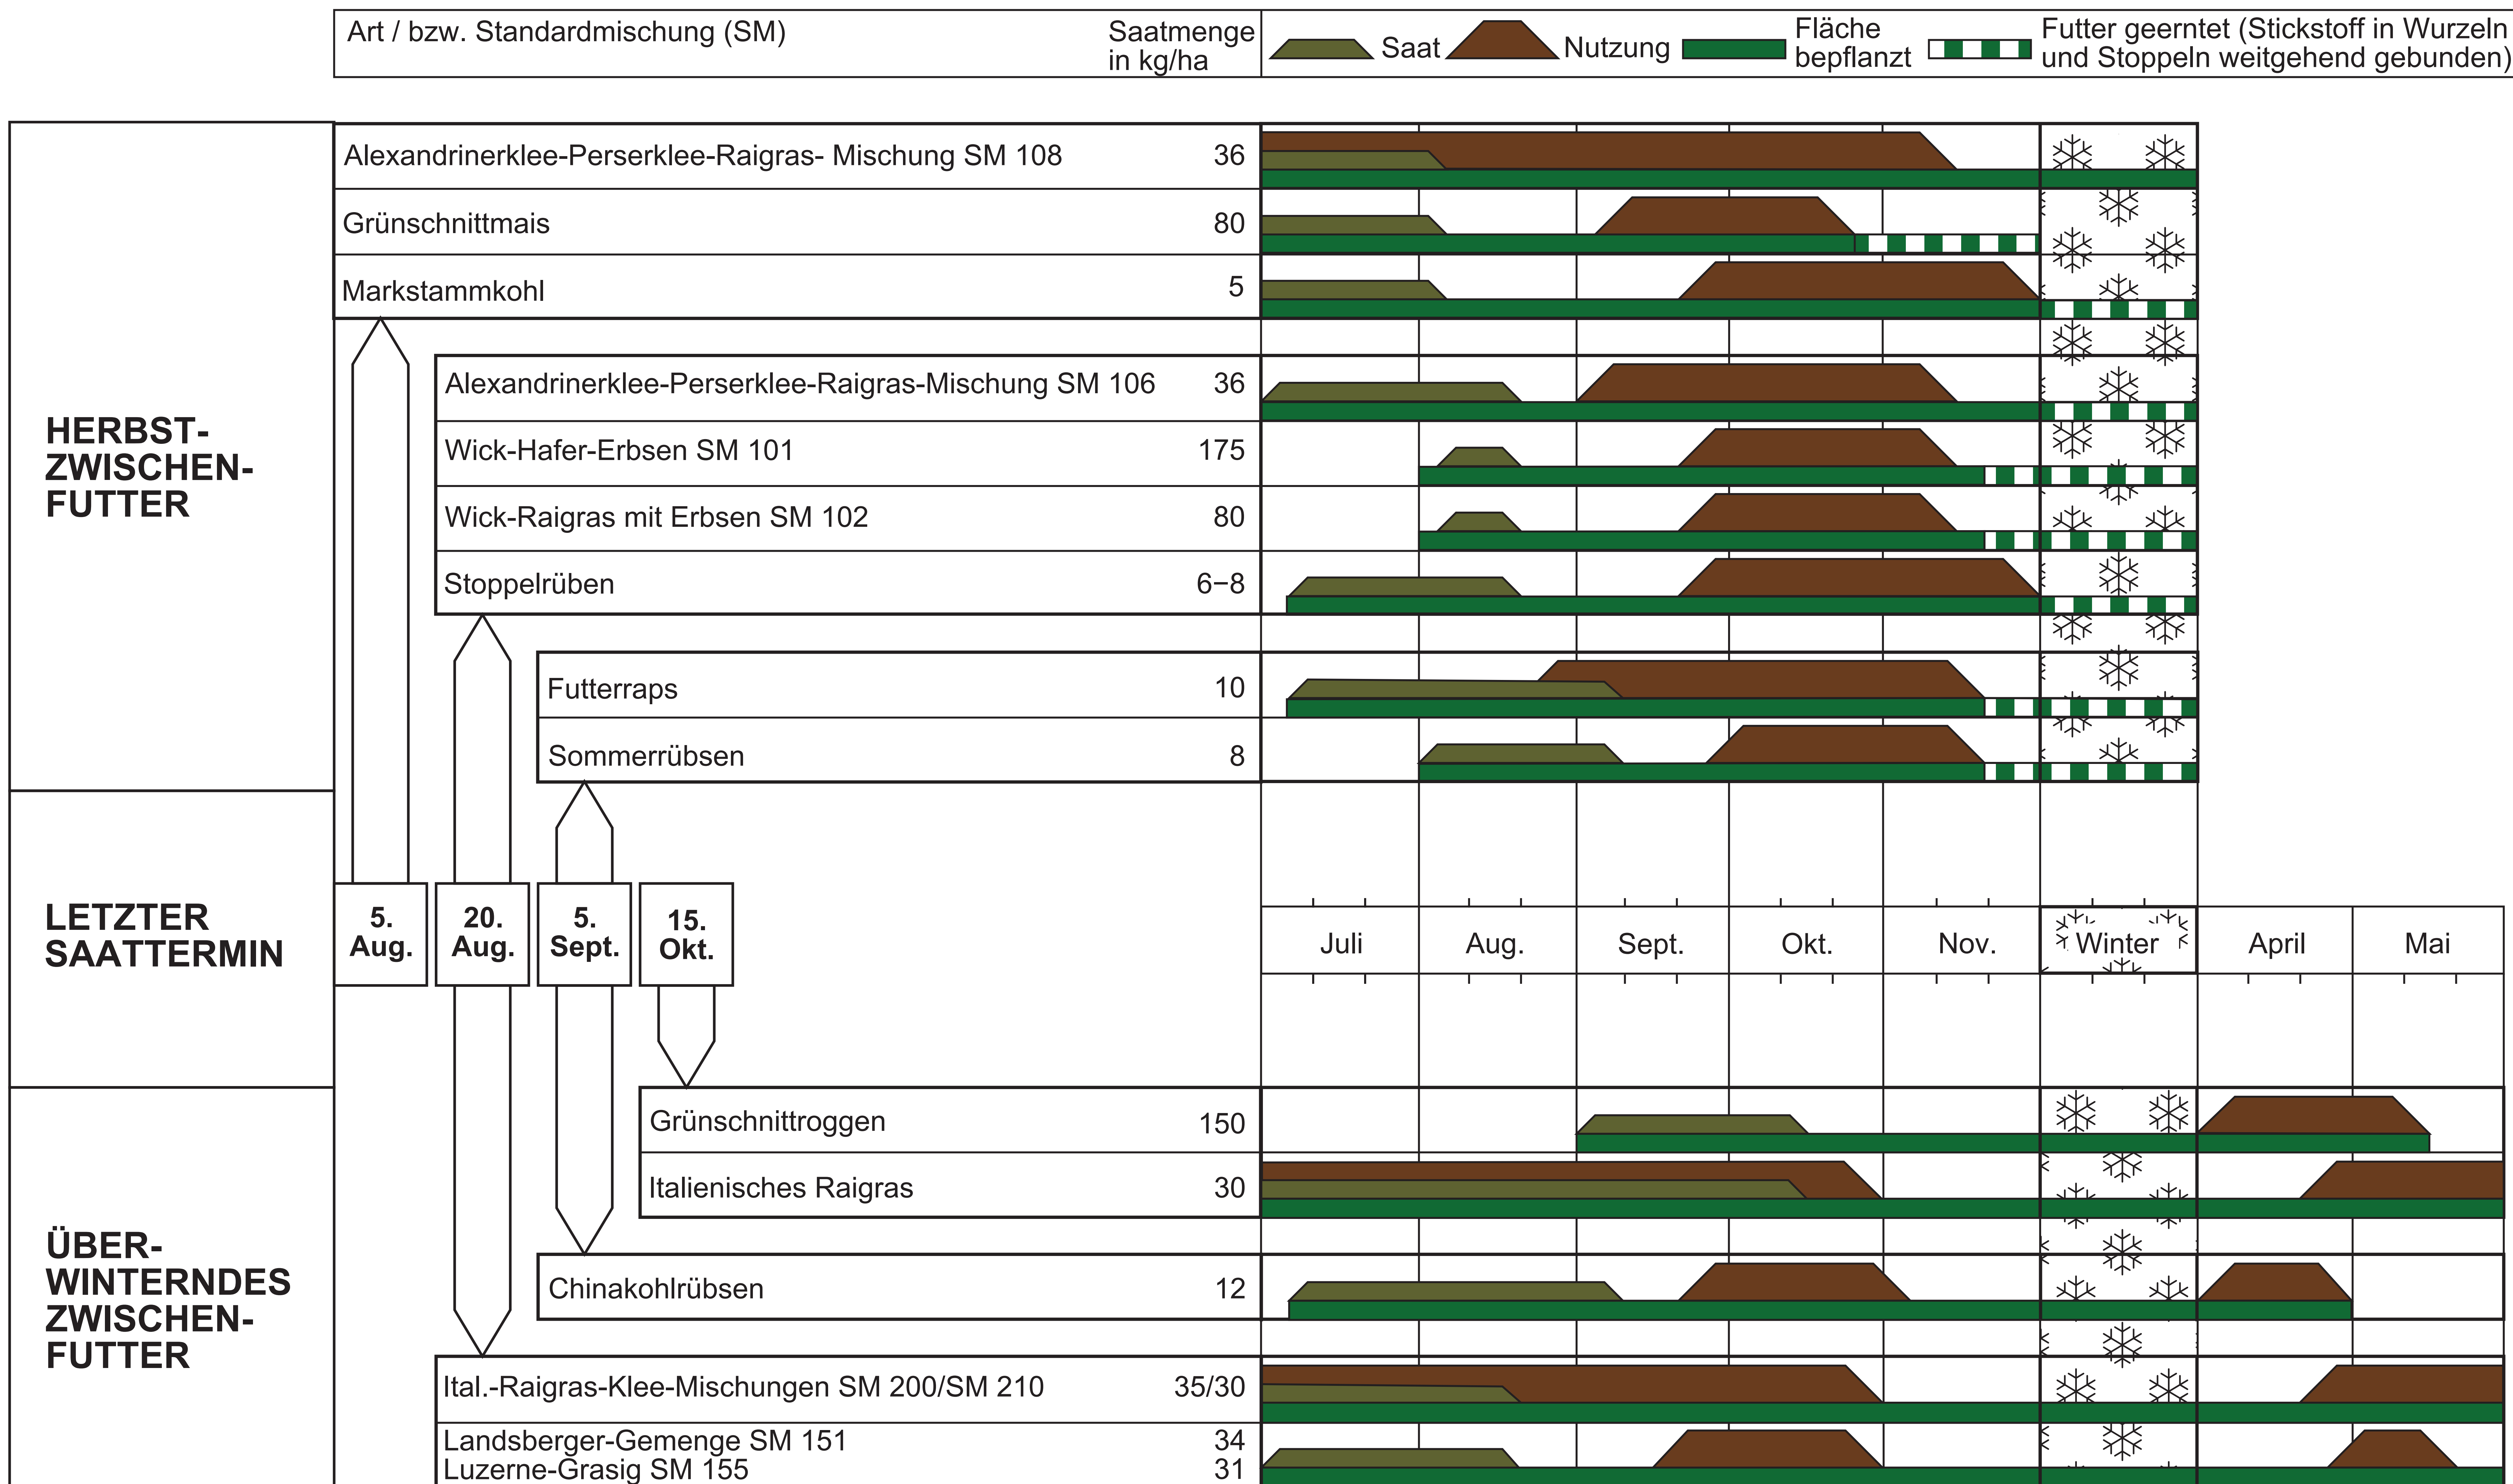 Art / bzw. Standardmischung (SM)
Saatmenge
in kg/ha
Saat
Nutzung
Fläche
bepflanzt
Futter geerntet (Stickstoff in Wurzeln
und Stoppeln weitgehend gebunden)
HERBST-
ZWISCHEN-
FUTTER
Alexandrinerklee-Perserklee-Raigras- Mischung SM 108 36
Grünschnittmais 80
Markstammkohl 5
Alexandrinerklee-Perserklee-Raigras-Mischung SM 106 36
Wick-Hafer-Erbsen SM 101 175
Wick-Raigras mit Erbsen SM 102 80
Stoppelrüben 6–8
Futterraps 10
Sommerrübsen 8
LETZTER
SAATTERMIN
5.
Aug.
20.
Aug.
5.
Sept.
15.
Okt.
Juli Aug. Sept. Okt. Nov. Winter April Mai
ÜBER-
WINTERNDES
ZWISCHEN-
FUTTER
Grünschnittroggen 150
Italienisches Raigras 30
Chinakohlrübsen 12
Ital.-Raigras-Klee-Mischungen SM 200/SM 210 35/30
Landsberger-Gemenge SM 151 34
Luzerne-Grasig SM 155 31